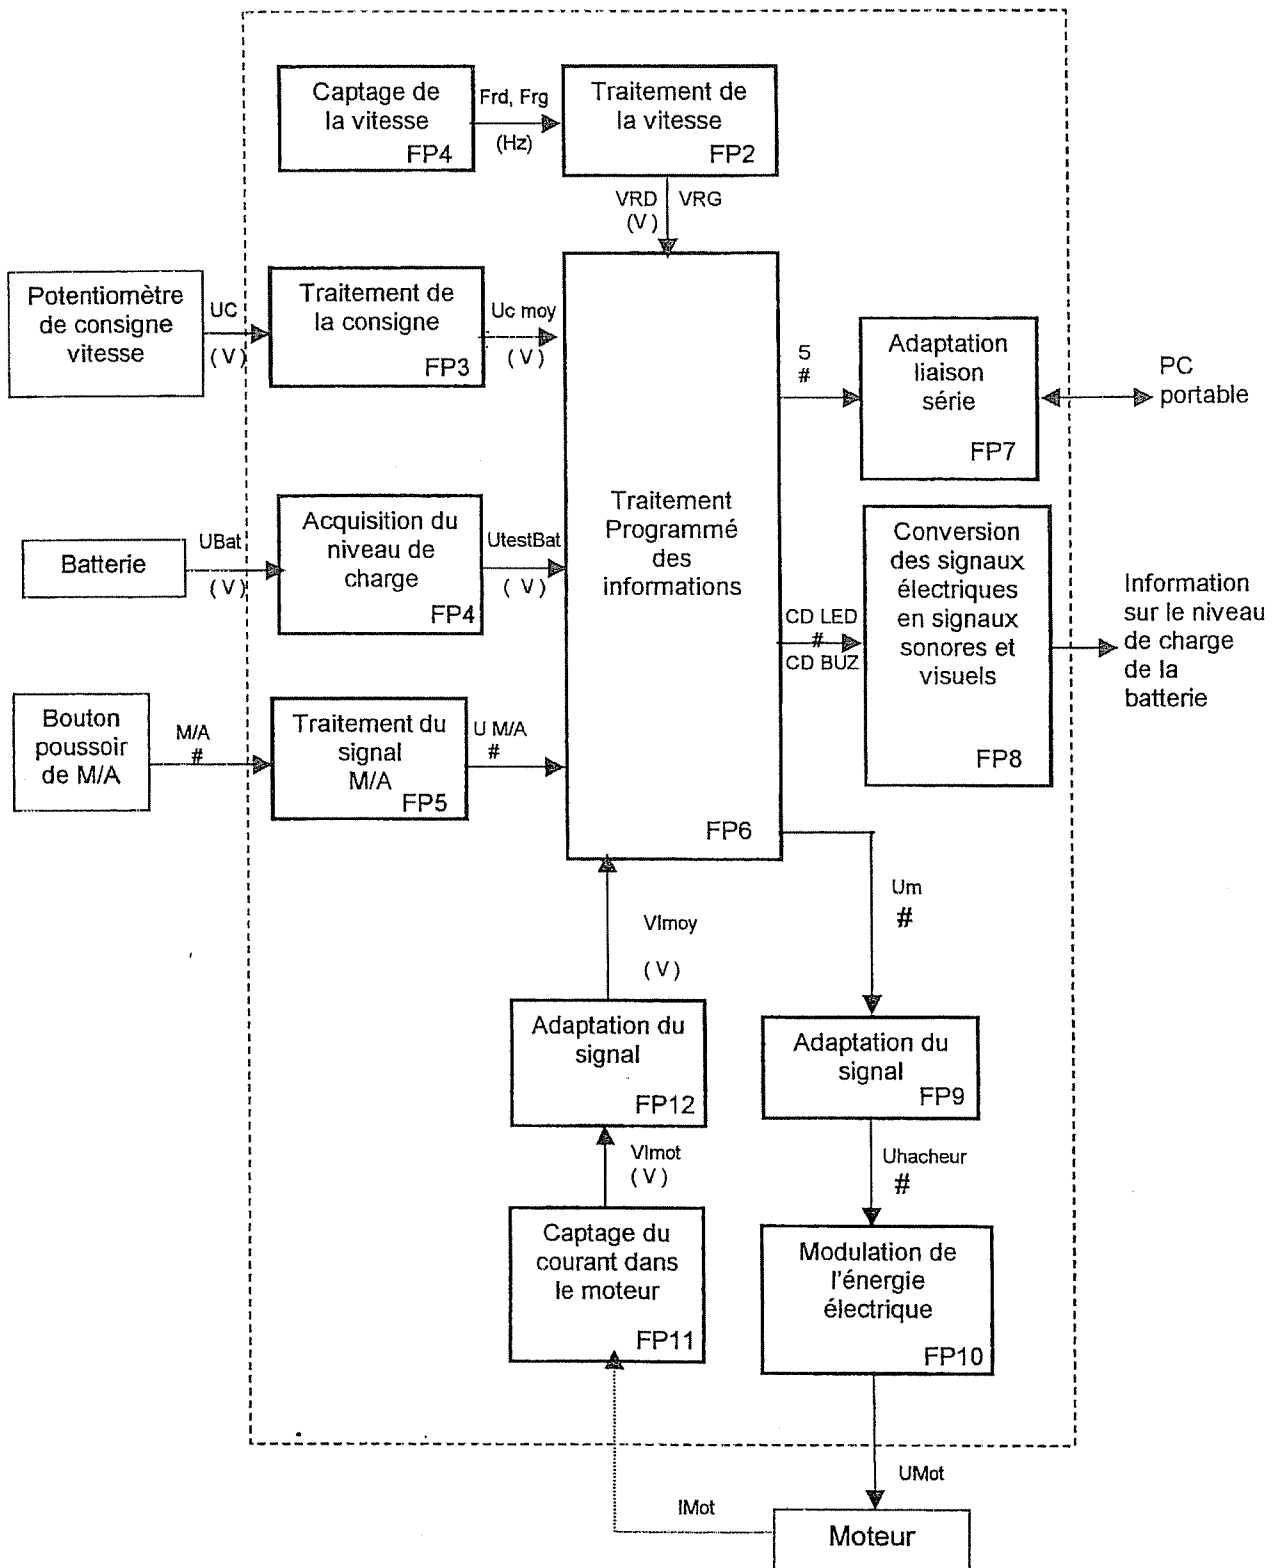 Captage de
la vitesse
FP4
Frd, Frg
(Hz)
Traitement de
la vitesse
FP2
VRD VRG
(V)
Potentiomètre
de consigne
vitesse
UC
(V)
Traitement de
la consigne
FP3
Uc moy
(V)
Batterie
UBat
(V)
Acquisition du
niveau de
charge
FP4
UtestBat
( V)
Bouton
poussoir
de M/A
M/A
#
Traitement du
signal
M/A
FP5
U M/A
#
Traitement
Programmé
des
informations
FP6
5
#
Adaptation
liaison
série
FP7
PC
portable
CD LED
#
CD BUZ
Conversion
des signaux
électriques
en signaux
sonores et
visuels
FP8
Information
sur le niveau
de charge
de la
batterie
VImoy
(V)
Um
#
Adaptation du
signal
FP12
Adaptation du
signal
FP9
VImot
(V)
Uhacheur
#
Captage du
courant dans
le moteur
FP11
Modulation de
l'énergie
électrique
FP10
UMot
IMot
Moteur